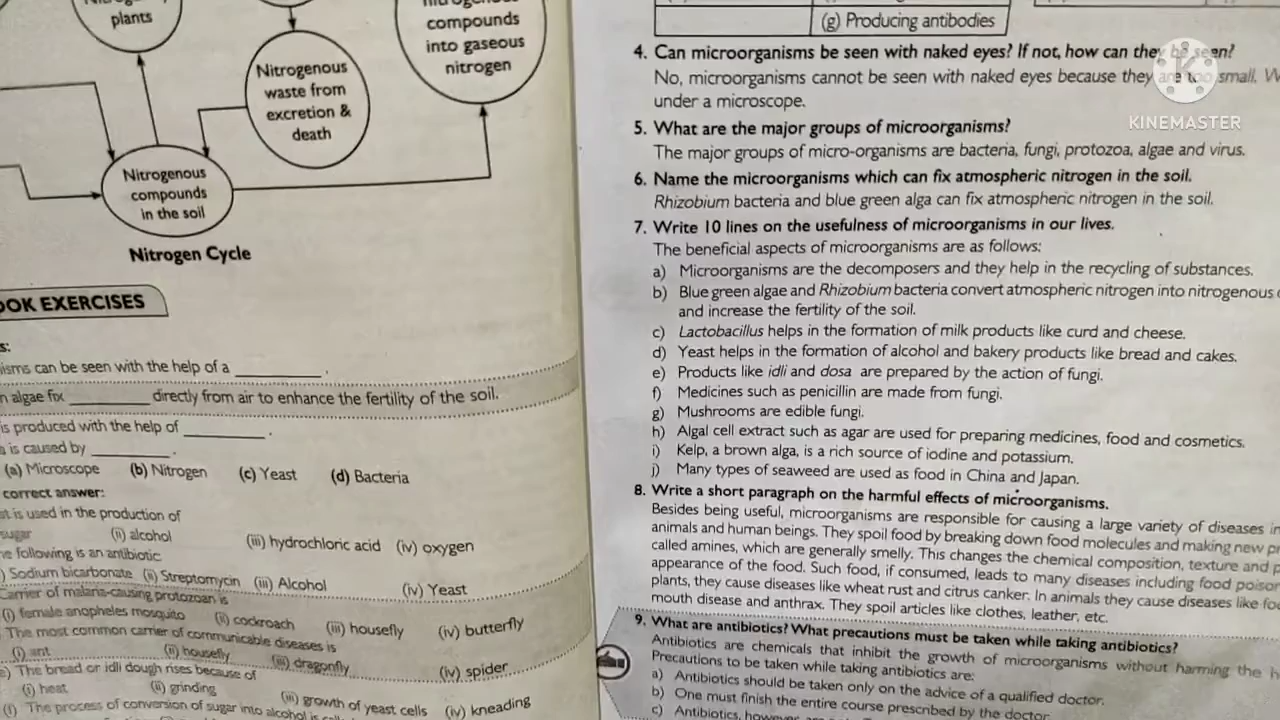 plants
Nitrogenous
waste from
excretion &
death
compounds
into gaseous
nitrogen
Nitrogenous
compounds
in the soil
Nitrogen Cycle
OOK EXERCISES
s:
isms can be seen with the help of a __________.
n algae fix __________ directly from air to enhance the fertility of the soil.
is produced with the help of __________.
a is caused by __________.
(a) Microscope (b) Nitrogen (c) Yeast (d) Bacteria
correct answer:
st is used in the production of
sugar (ii) alcohol (iii) hydrochloric acid (iv) oxygen
he following is an antibiotic
) Sodium bicarbonate (ii) Streptomycin (iii) Alcohol (iv) Yeast
Carrier of malaria-causing protozoan is
(i) female anopheles mosquito (ii) cockroach (iii) housefly (iv) butterfly
The most common carrier of communicable diseases is
(i) ant (ii) housefly (iii) dragonfly (iv) spider
e) The bread or idli dough rises because of
(i) heat (ii) grinding (iii) growth of yeast cells (iv) kneading
(f) The process of conversion of sugar into alcohol is
(g) Producing antibodies
4. Can microorganisms be seen with naked eyes? If not, how can they be seen?
No, microorganisms cannot be seen with naked eyes because they are too small. W
under a microscope.
KINEMASTER
5. What are the major groups of microorganisms?
The major groups of micro-organisms are bacteria, fungi, protozoa, algae and virus.
6. Name the microorganisms which can fix atmospheric nitrogen in the soil.
Rhizobium bacteria and blue green alga can fix atmospheric nitrogen in the soil.
7. Write 10 lines on the usefulness of microorganisms in our lives.
The beneficial aspects of microorganisms are as follows:
a) Microorganisms are the decomposers and they help in the recycling of substances.
b) Blue green algae and Rhizobium bacteria convert atmospheric nitrogen into nitrogenous
and increase the fertility of the soil.
c) Lactobacillus helps in the formation of milk products like curd and cheese.
d) Yeast helps in the formation of alcohol and bakery products like bread and cakes.
e) Products like idli and dosa are prepared by the action of fungi.
f) Medicines such as penicillin are made from fungi.
g) Mushrooms are edible fungi.
h) Algal cell extract such as agar are used for preparing medicines, food and cosmetics.
i) Kelp, a brown alga, is a rich source of iodine and potassium.
j) Many types of seaweed are used as food in China and Japan.
8. Write a short paragraph on the harmful effects of microorganisms.
Besides being useful, microorganisms are responsible for causing a large variety of diseases in
animals and human beings. They spoil food by breaking down food molecules and making new pr
called amines, which are generally smelly. This changes the chemical composition, texture and p
appearance of the food. Such food, if consumed, leads to many diseases including food poison
plants, they cause diseases like wheat rust and citrus canker. In animals they cause diseases like foo
mouth disease and anthrax. They spoil articles like clothes, leather, etc.
9. What are antibiotics? What precautions must be taken while taking antibiotics?
Antibiotics are chemicals that inhibit the growth of microorganisms without harming the h
Precautions to be taken while taking antibiotics are:
a) Antibiotics should be taken only on the advice of a qualified doctor.
b) One must finish the entire course prescribed by the doctor.
c) Antibiotics, however